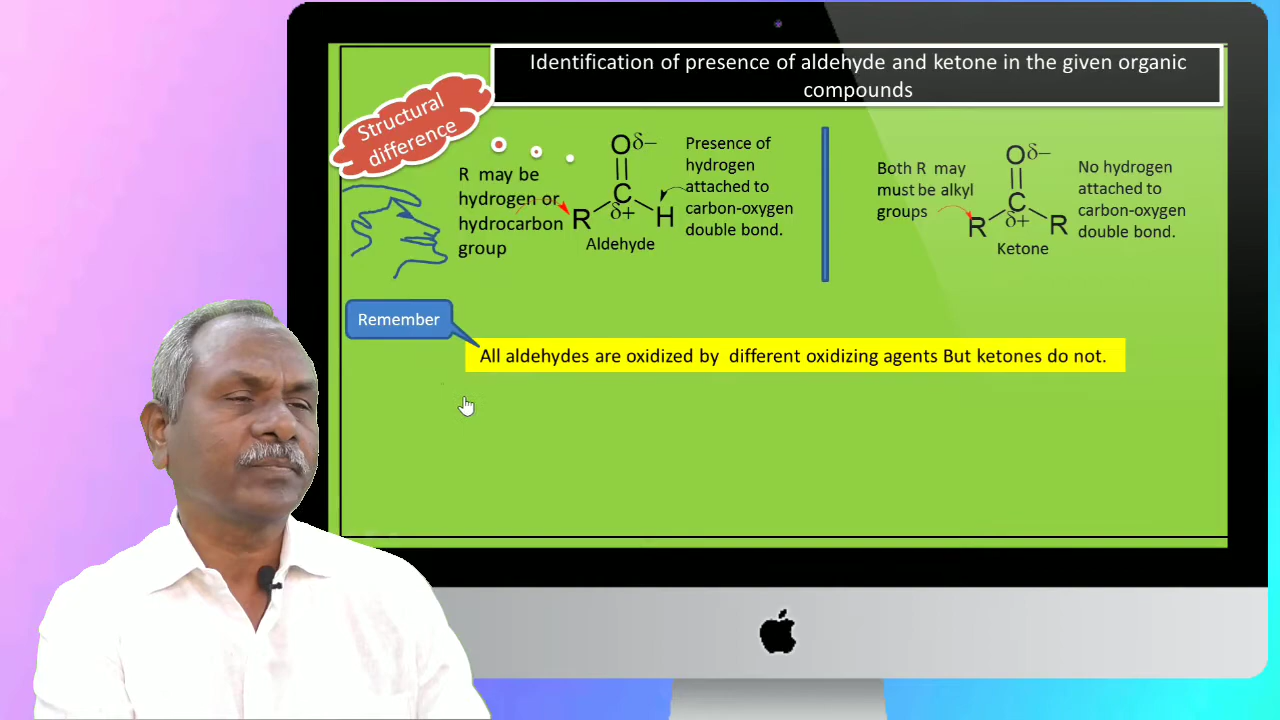 Identification of presence of aldehyde and ketone in the given organic
compounds
Structural
difference
R may be
hydrogen or
hydrocarbon
group
Oδ−
C
δ+
R
H
Aldehyde
Presence of
hydrogen
attached to
carbon-oxygen
double bond.
Both R may
must be alkyl
groups
Oδ−
C
δ+
R
R
Ketone
No hydrogen
attached to
carbon-oxygen
double bond.
Remember
All aldehydes are oxidized by different oxidizing agents But ketones do not.